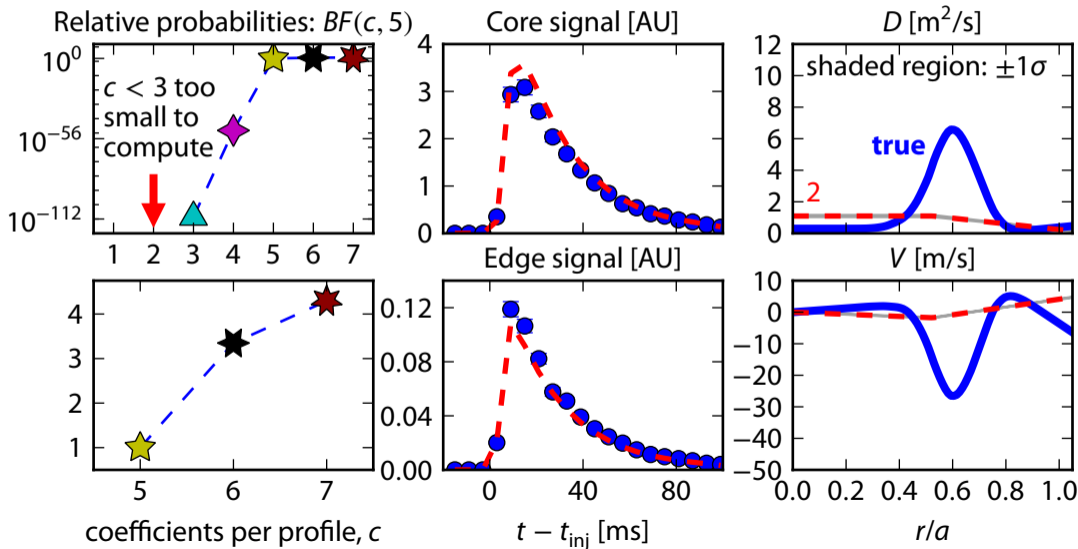 Relative probabilities: BF(c, 5)
10⁰
10⁻⁵⁶
10⁻¹¹²
c < 3 too
small to
compute
1 2 3 4 5 6 7
Core signal [AU]
4
3
2
1
0
D [m²/s]
12
10
8
6
4
2
0
shaded region: ±1σ
true
2
4
3
2
1
5 6 7
coefficients per profile, c
Edge signal [AU]
0.12
0.08
0.04
0.00
0 40 80
t − t_inj [ms]
V [m/s]
10
0
−10
−20
−30
−40
−50
0.0 0.2 0.4 0.6 0.8 1.0
r/a